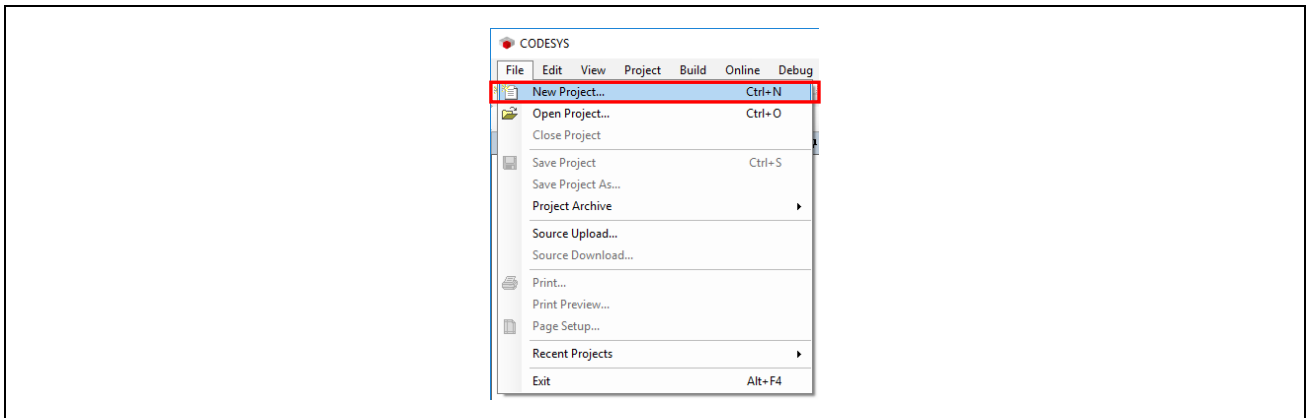 CODESYS
File Edit View Project Build Online Debug
New Project... Ctrl+N
Open Project... Ctrl+O
Close Project
Save Project Ctrl+S
Save Project As...
Project Archive
Source Upload...
Source Download...
Print...
Print Preview...
Page Setup...
Recent Projects
Exit Alt+F4